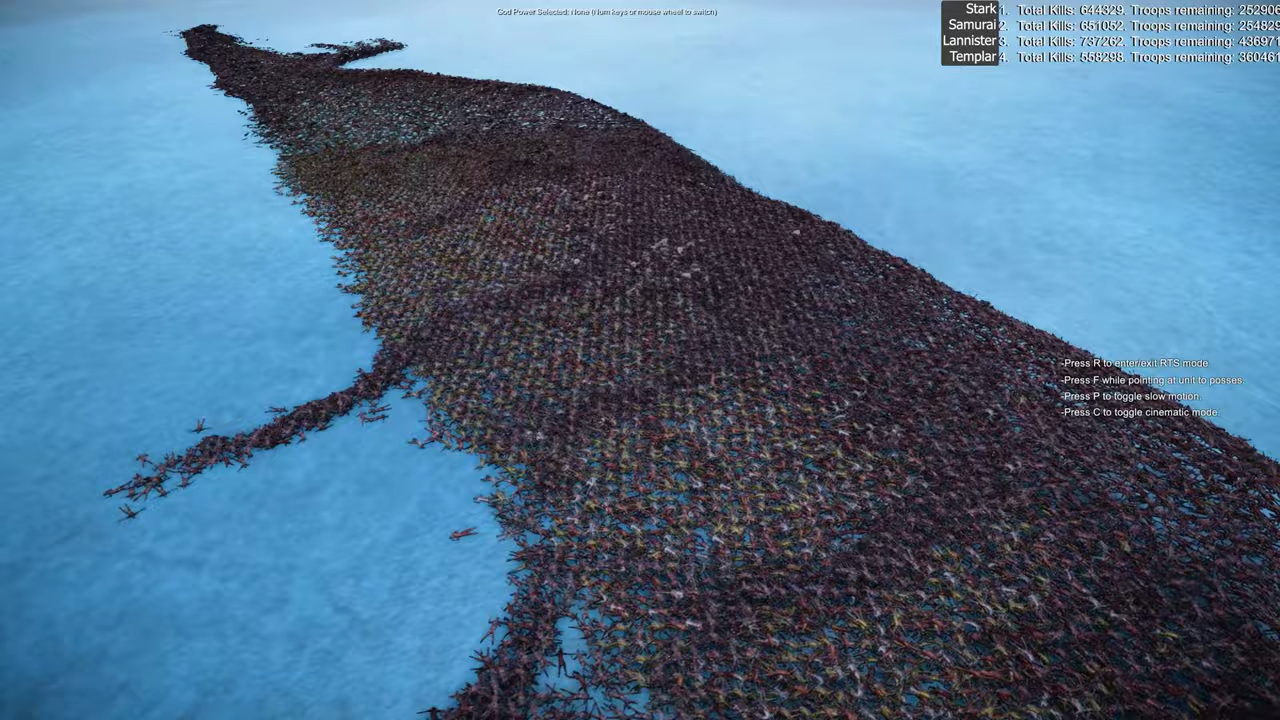 God Power Selected: None (Num keys or mouse wheel to switch)
Stark 1. Total Kills: 644329. Troops remaining: 252906
Samurai 2. Total Kills: 651052. Troops remaining: 254829
Lannister 3. Total Kills: 737262. Troops remaining: 436971
Templar 4. Total Kills: 558298. Troops remaining: 360461
-Press R to enter/exit RTS mode
-Press F while pointing at unit to posses.
-Press P to toggle slow motion.
-Press C to toggle cinematic mode.